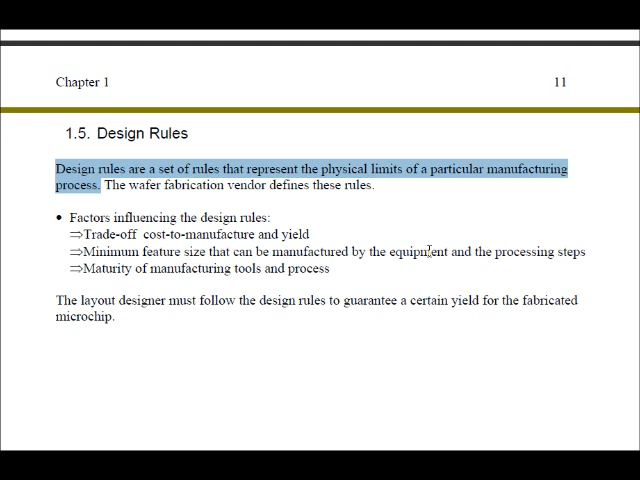 Chapter 1 11
1.5. Design Rules
Design rules are a set of rules that represent the physical limits of a particular manufacturing
process. The wafer fabrication vendor defines these rules.
• Factors influencing the design rules:
⇒Trade-off cost-to-manufacture and yield
⇒Minimum feature size that can be manufactured by the equipment and the processing steps
⇒Maturity of manufacturing tools and process
The layout designer must follow the design rules to guarantee a certain yield for the fabricated
microchip.